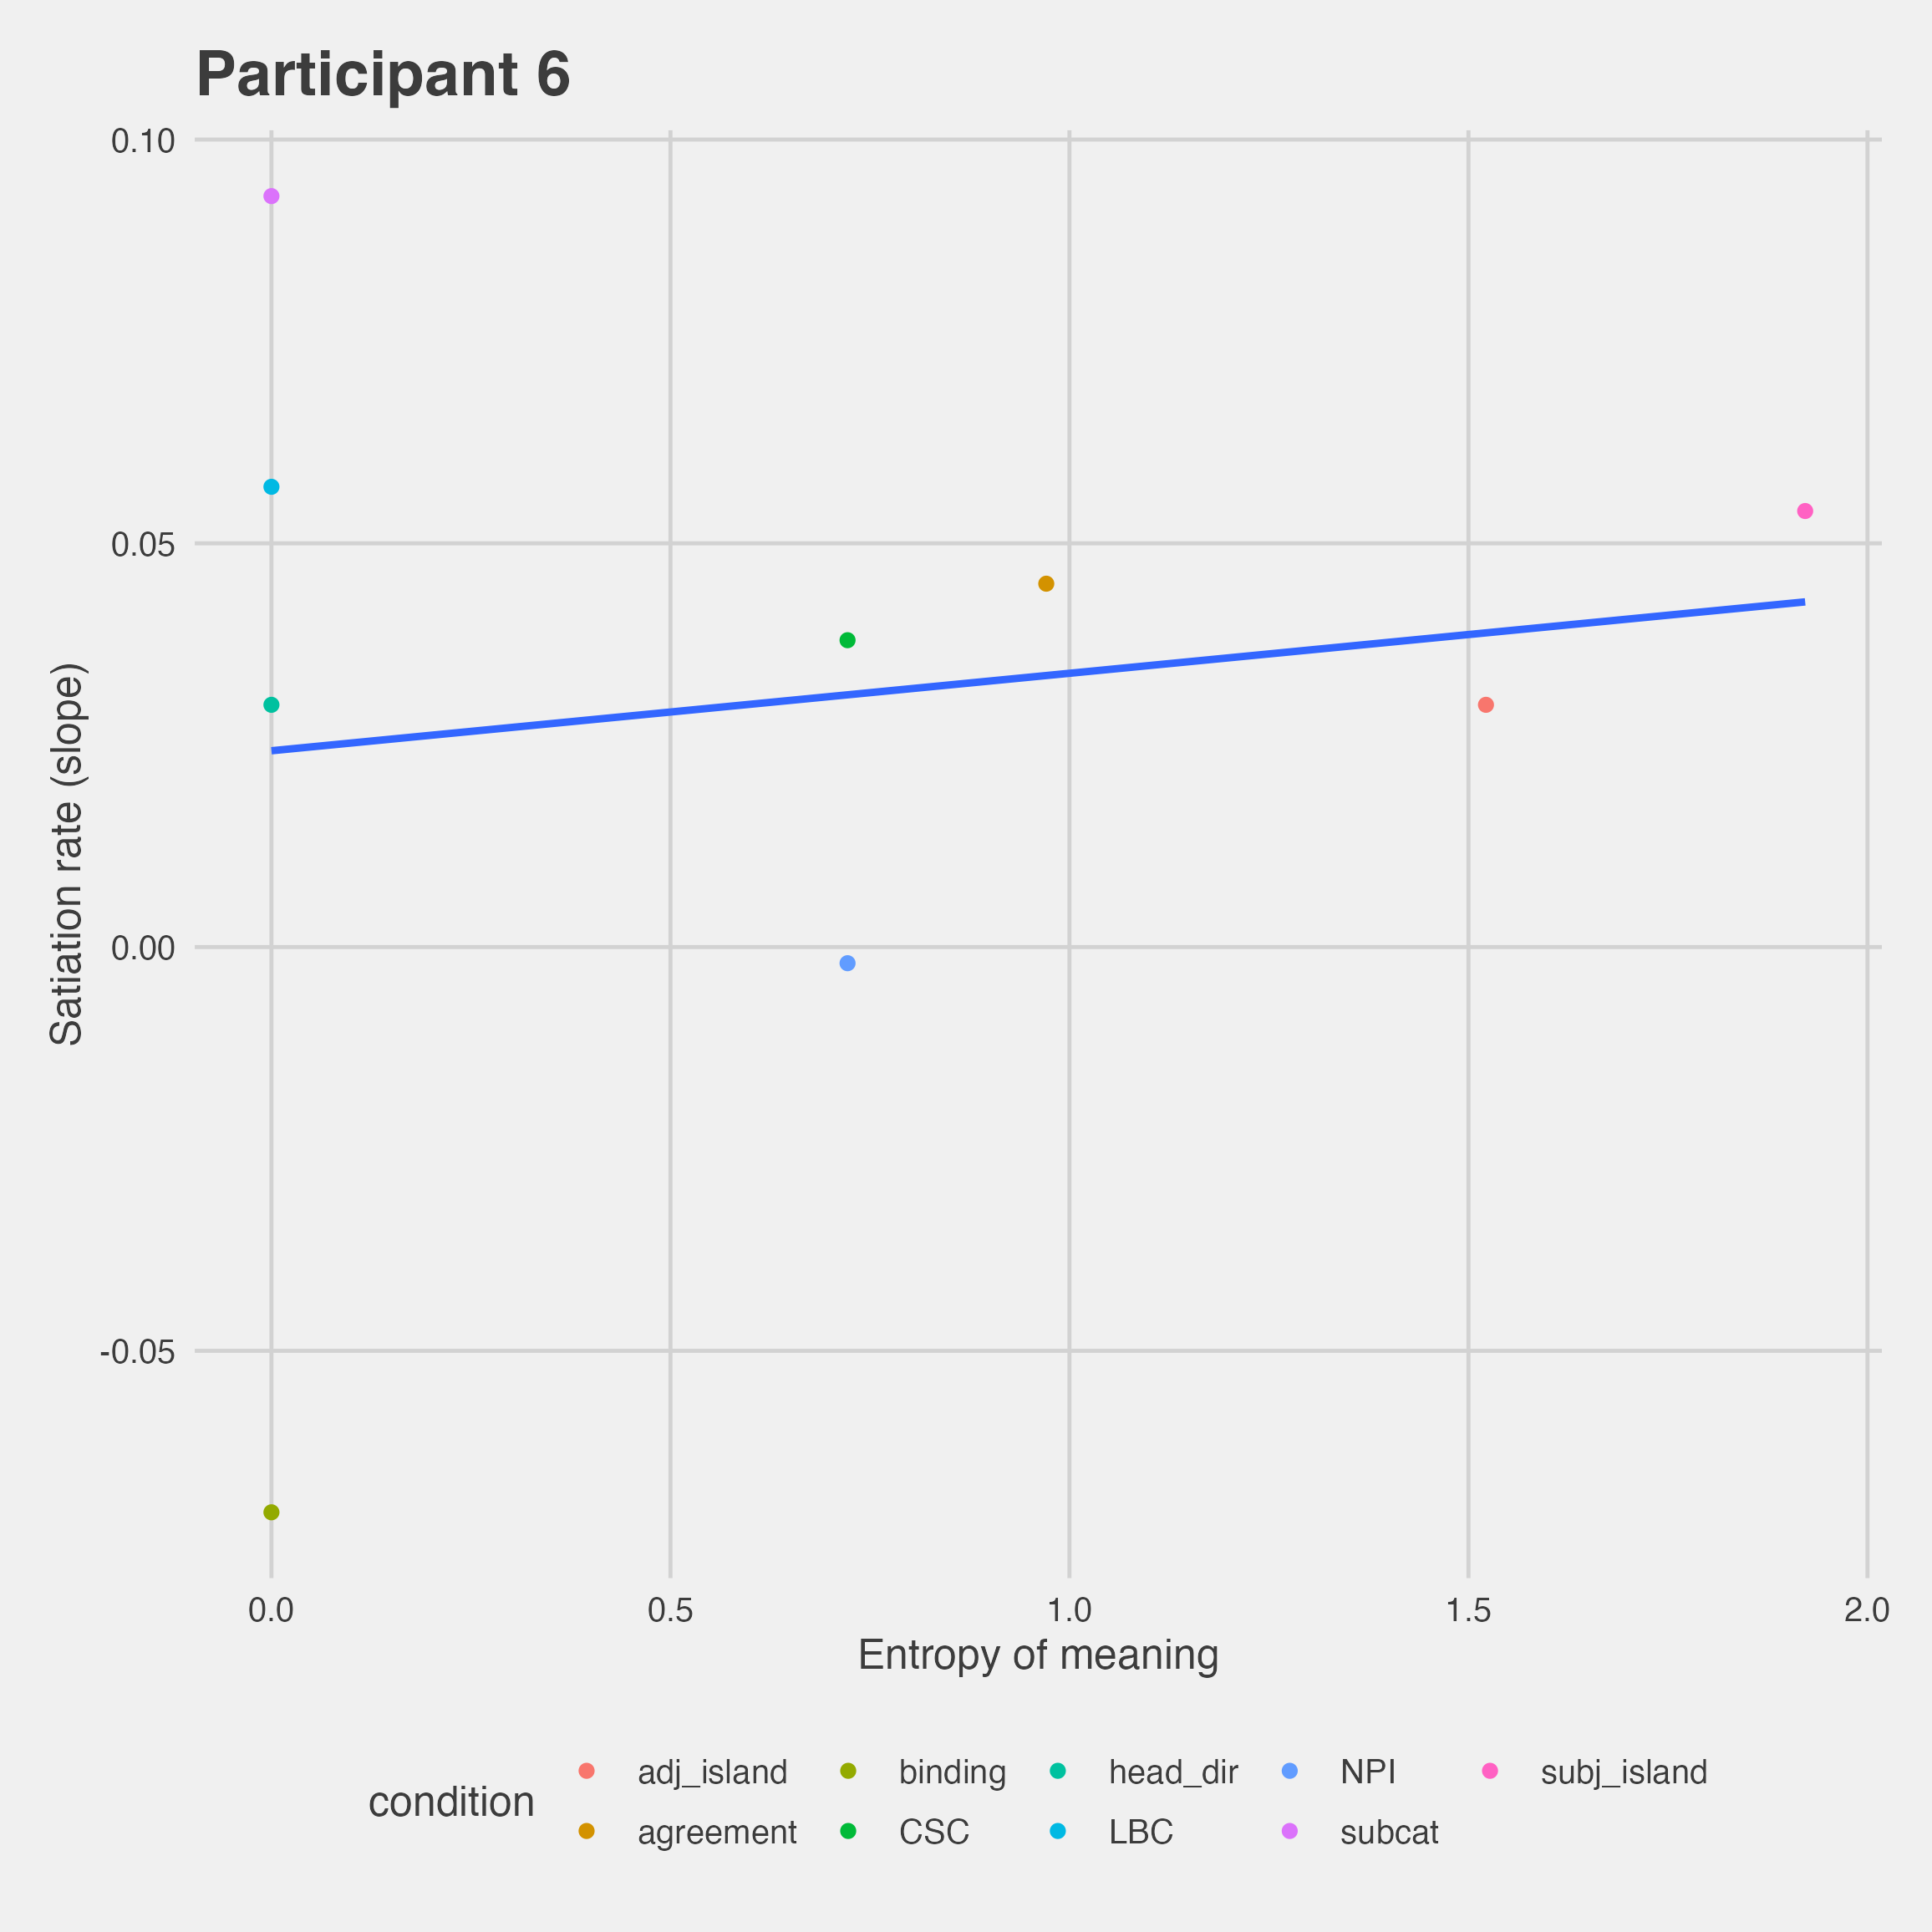 Participant 6
0.10
0.05
0.00
-0.05
Satiation rate (slope)
0.0 0.5 1.0 1.5 2.0
Entropy of meaning
condition
adj_island binding head_dir NPI subj_island
agreement CSC LBC subcat